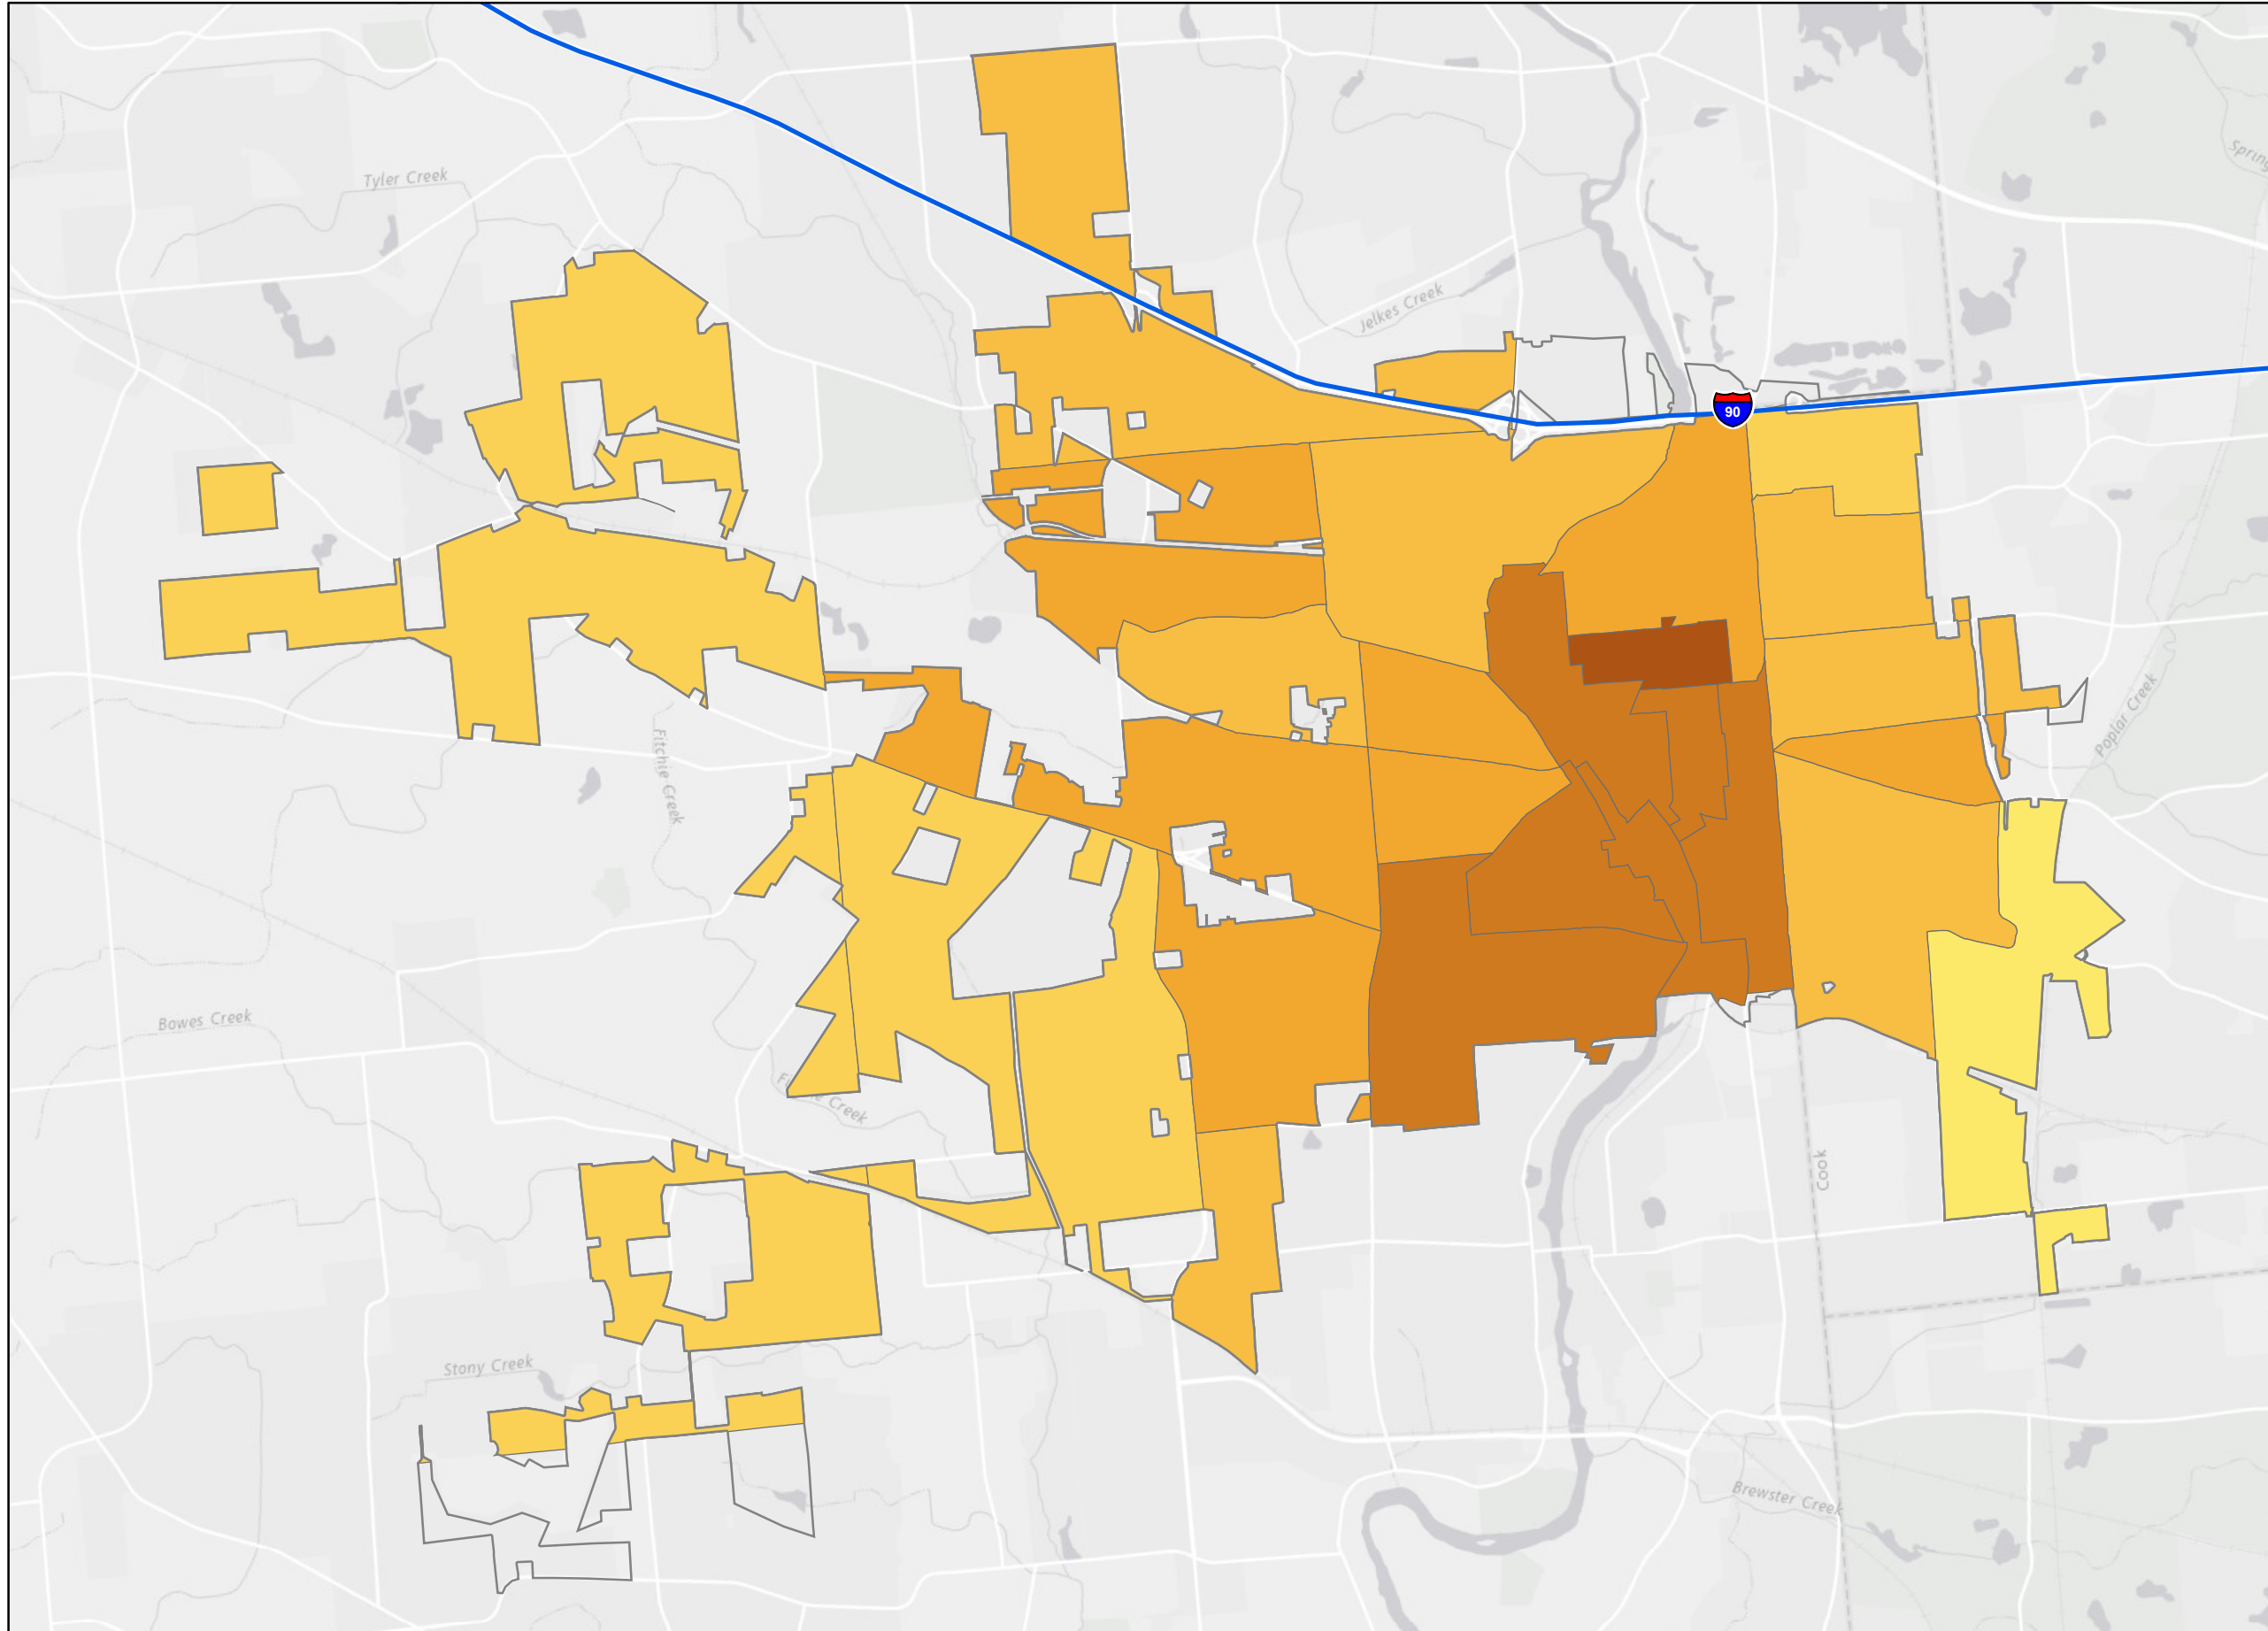 Tyler Creek
Spring
Jelkes Creek
90
Poplar Creek
Fitchie Creek
Bowes Creek
Creek
Cook
Stony Creek
Brewster Creek